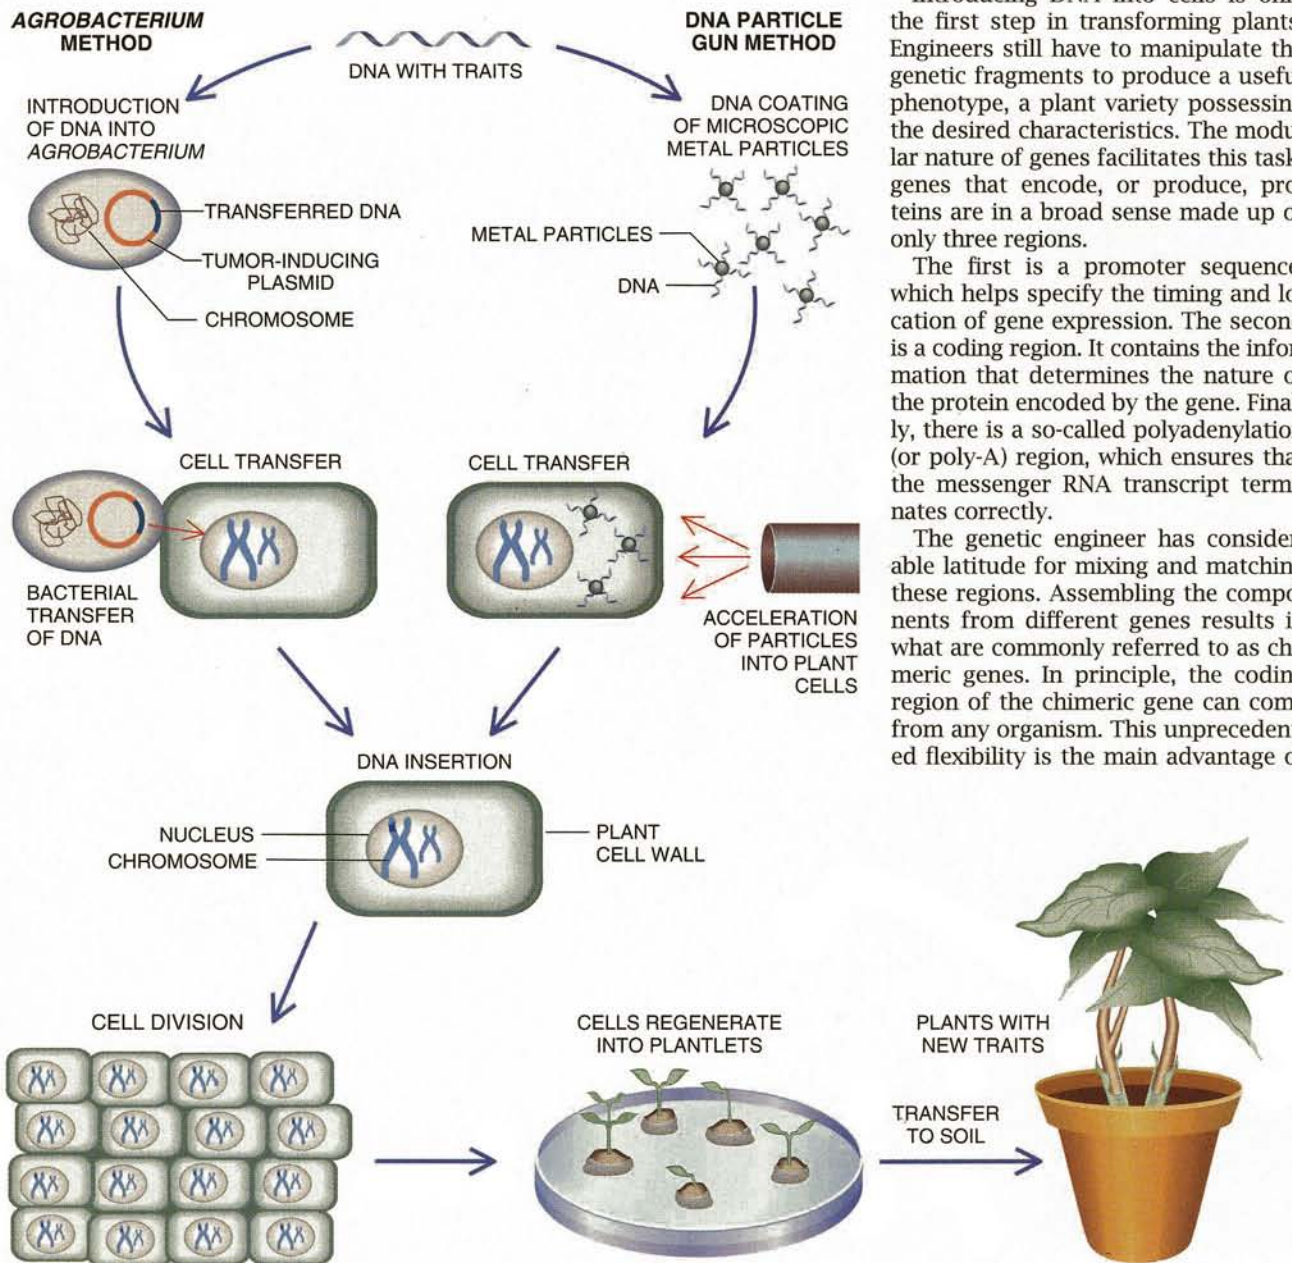 AGROBACTERIUM
METHOD
DNA WITH TRAITS
DNA PARTICLE
GUN METHOD
INTRODUCTION
OF DNA INTO
AGROBACTERIUM
TRANSFERRED DNA
TUMOR-INDUCING
PLASMID
CHROMOSOME
DNA COATING
OF MICROSCOPIC
METAL PARTICLES
METAL PARTICLES
DNA
CELL TRANSFER
BACTERIAL
TRANSFER
OF DNA
CELL TRANSFER
ACCELERATION
OF PARTICLES
INTO PLANT
CELLS
DNA INSERTION
NUCLEUS
CHROMOSOME
PLANT
CELL WALL
CELL DIVISION
CELLS REGENERATE
INTO PLANTLETS
PLANTS WITH
NEW TRAITS
TRANSFER
TO SOIL
Introducing DNA into cells is
the first step in transforming plants
Engineers still have to manipulate th
genetic fragments to produce a usefu
phenotype, a plant variety possessin
the desired characteristics. The modu
lar nature of genes facilitates this task
genes that encode, or produce, pro
teins are in a broad sense made up o
only three regions.
The first is a promoter sequence
which helps specify the timing and lo
cation of gene expression. The secon
is a coding region. It contains the infor
mation that determines the nature o
the protein encoded by the gene. Final
ly, there is a so-called polyadenylatio
(or poly-A) region, which ensures tha
the messenger RNA transcript term
nates correctly.
The genetic engineer has consider
able latitude for mixing and matchin
these regions. Assembling the compo
nents from different genes results i
what are commonly referred to as ch
meric genes. In principle, the codin
region of the chimeric gene can com
from any organism. This unprecedent
ed flexibility is the main advantage o